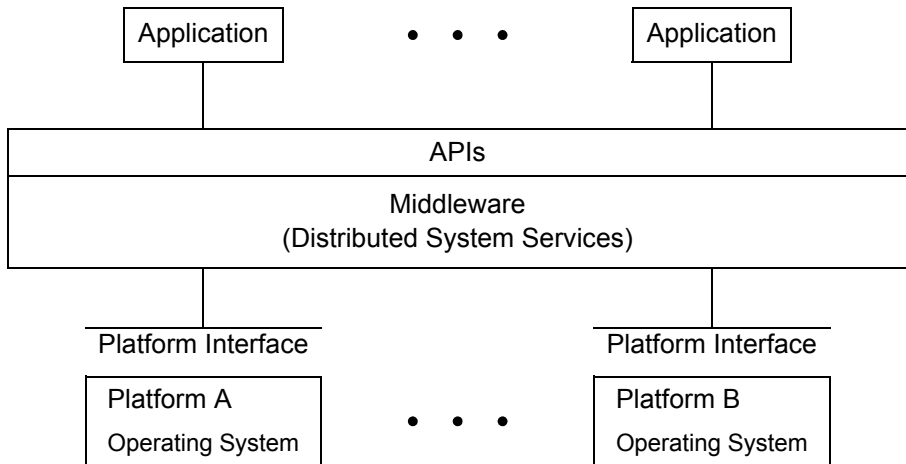 Application Application
APIs
Middleware
(Distributed System Services)
Platform Interface Platform Interface
Platform A Platform B
Operating System Operating System